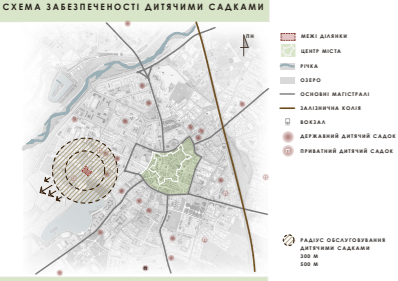 СХЕМА ЗАБЕЗПЕЧЕНОСТІ ДИТЯЧИМИ САДКАМИ
ПН
МЕЖІ ДІЛЯНКИ
ЦЕНТР МІСТА
РІЧКА
ОЗЕРО
ОСНОВНІ МАГІСТРАЛІ
ЗАЛІЗНИЧНА КОЛІЯ
ВОКЗАЛ
ДЕРЖАВНИЙ ДИТЯЧИЙ САДОК
ПРИВАТНИЙ ДИТЯЧИЙ САДОК
РАДІУС ОБСЛУГОВУВАННЯ
ДИТЯЧИМИ САДКАМИ
300 М
500 М